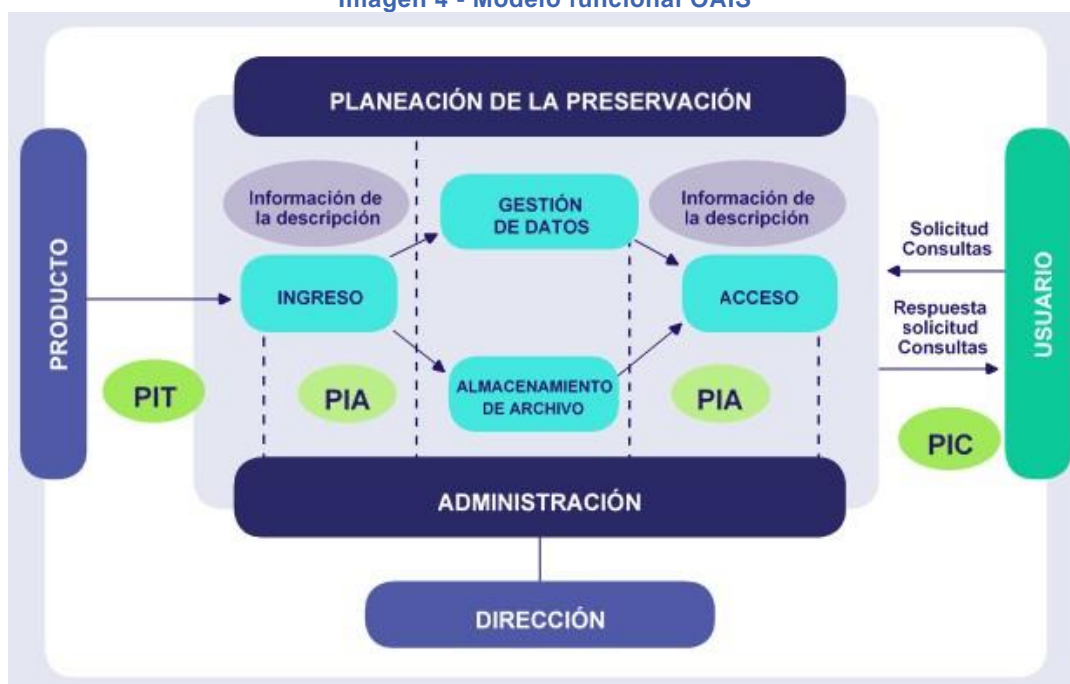 Imagen 4 - Modelo funcional OAIS
PLANEACIÓN DE LA PRESERVACIÓN
PRODUCTO
Información de
la descripción
GESTIÓN
DE DATOS
Información de
la descripción
Solicitud
Consultas
INGRESO
ACCESO
USUARIO
Respuesta
solicitud
Consultas
PIT
PIA
ALMACENAMIENTO
DE ARCHIVO
PIA
PIC
ADMINISTRACIÓN
DIRECCIÓN